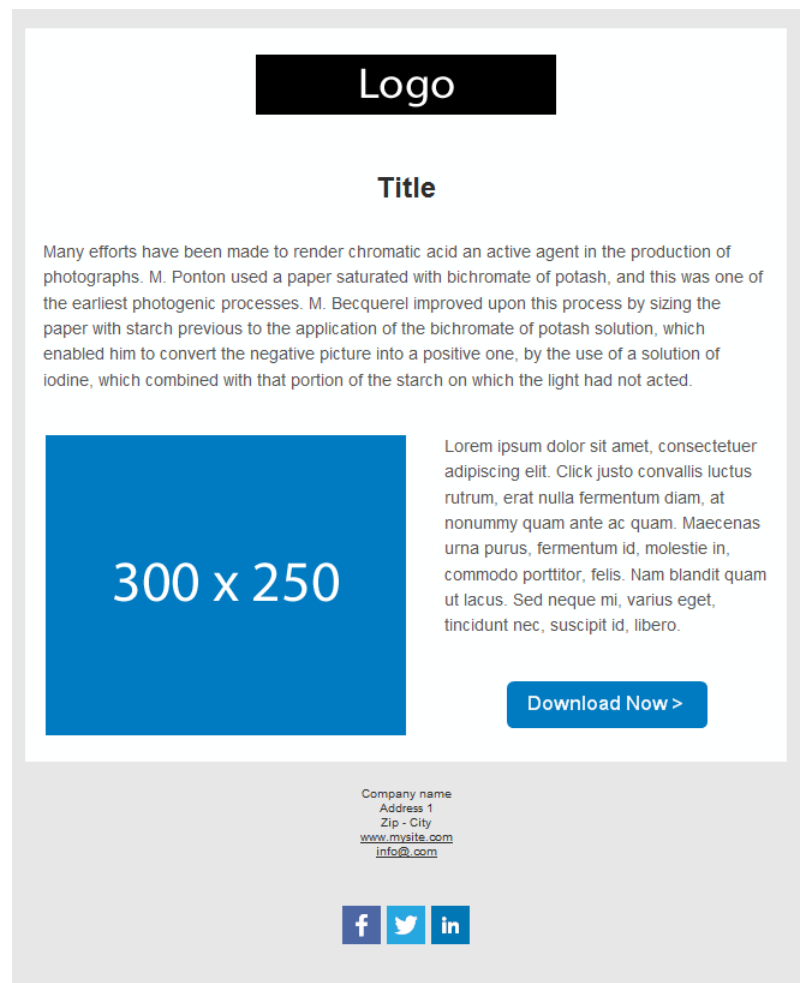 Logo
Title
Many efforts have been made to render chromatic acid an active agent in the production of
photographs. M. Ponton used a paper saturated with bichromate of potash, and this was one of
the earliest photogenic processes. M. Becquerel improved upon this process by sizing the
paper with starch previous to the application of the bichromate of potash solution, which
enabled him to convert the negative picture into a positive one, by the use of a solution of
iodine, which combined with that portion of the starch on which the light had not acted.
300 x 250
Lorem ipsum dolor sit amet, consectetuer
adipiscing elit. Click justo convallis luctus
rutrum, erat nulla fermentum diam, at
nonummy quam ante ac quam. Maecenas
urna purus, fermentum id, molestie in,
commodo porttitor, felis. Nam blandit quam
ut lacus. Sed neque mi, varius eget,
tincidunt nec, suscipit id, libero.
Download Now >
Company name
Address 1
Zip - City
www.mysite.com
info@.com
f
in